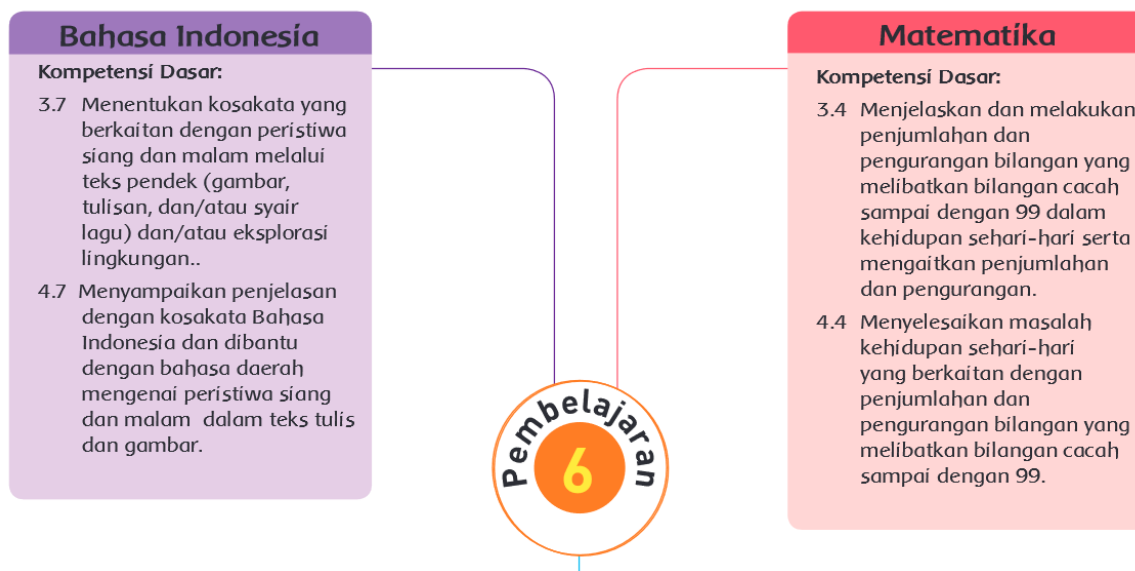 Bahasa Indonesia
Kompetensi Dasar:
3.7 Menentukan kosakata yang
berkaitan dengan peristiwa
siang dan malam melalui
teks pendek (gambar,
tulisan, dan/atau syair
lagu) dan/atau eksplorasi
lingkungan..
4.7 Menyampaikan penjelasan
dengan kosakata Bahasa
Indonesia dan dibantu
dengan bahasa daerah
mengenai peristiwa siang
dan malam dalam teks tulis
dan gambar.
Matematika
Kompetensi Dasar:
3.4 Menjelaskan dan melakukan
penjumlahan dan
pengurangan bilangan yang
melibatkan bilangan cacah
sampai dengan 99 dalam
kehidupan sehari-hari serta
mengaitkan penjumlahan
dan pengurangan.
4.4 Menyelesaikan masalah
kehidupan sehari-hari
yang berkaitan dengan
penjumlahan dan
pengurangan bilangan yang
melibatkan bilangan cacah
sampai dengan 99.
Pembelajaran
6